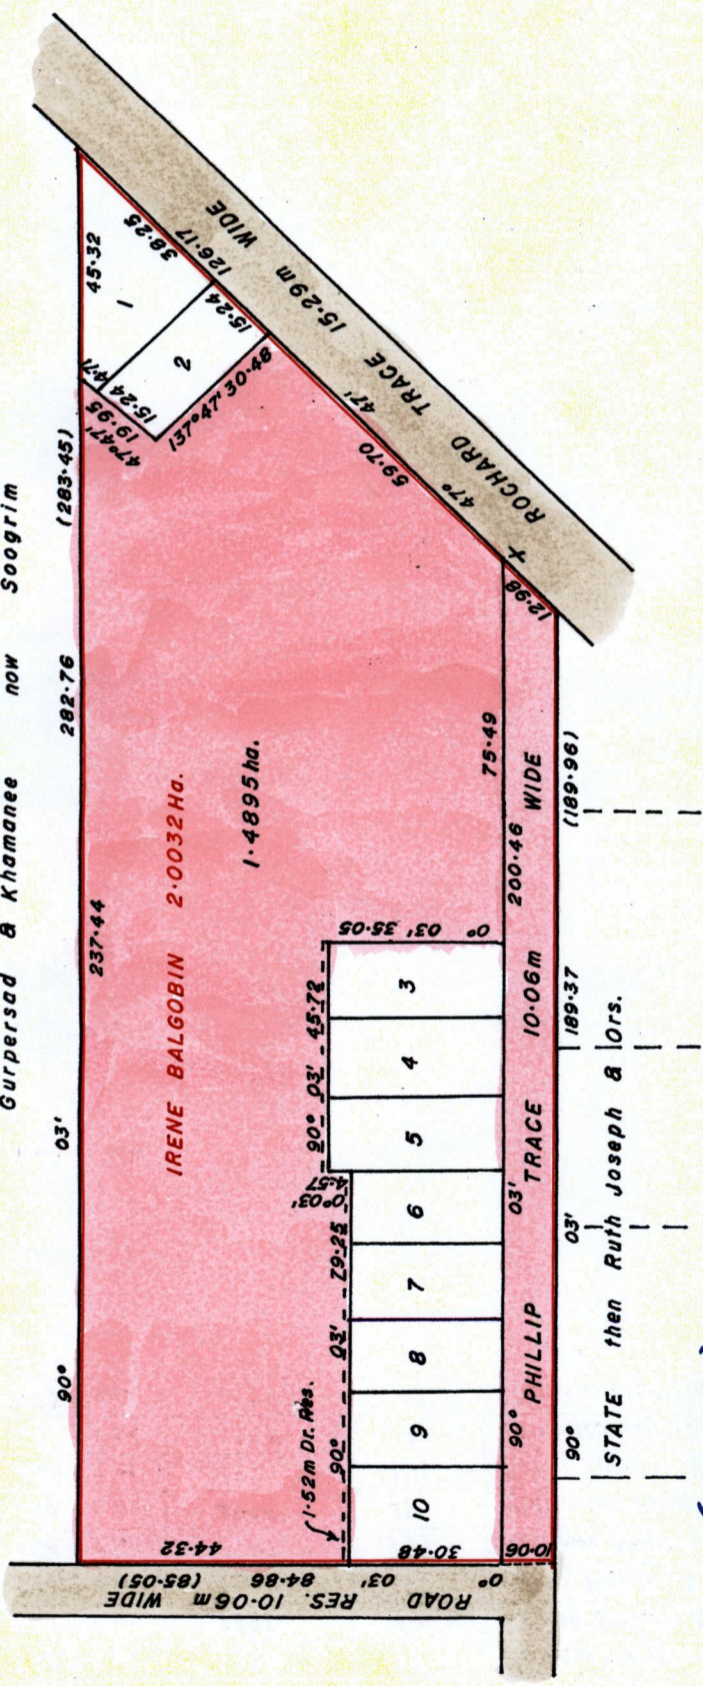 Gurpersad & Khamanee now Soogrim
90° 03' 282·76 (283·45)
237·44
45·32
1
38·25
126·17
15·24
2
4·71
15·24
19·95
47°47'
137°47' 30·48
59·70
47° 47'
ROCHARD TRACE 15·29m WIDE
12·98
IRENE BALGOBIN 2·0032Ha.
1·4895ha.
0° 03' 35·05
90° 03' 45·72
0°03'
4·57
90° 03' 79·25
1·52m Dr. Res.
3
4
5
6
7
8
9
10
75·49
90° 03' 200·46
PHILLIP TRACE 10·06m WIDE
90° 03' 189·37 (189·96)
44·32
30·48
10·06
0° 03' 84·86 (85·05)
ROAD RES. 10·06m WIDE
STATE then Ruth Joseph & Ors.